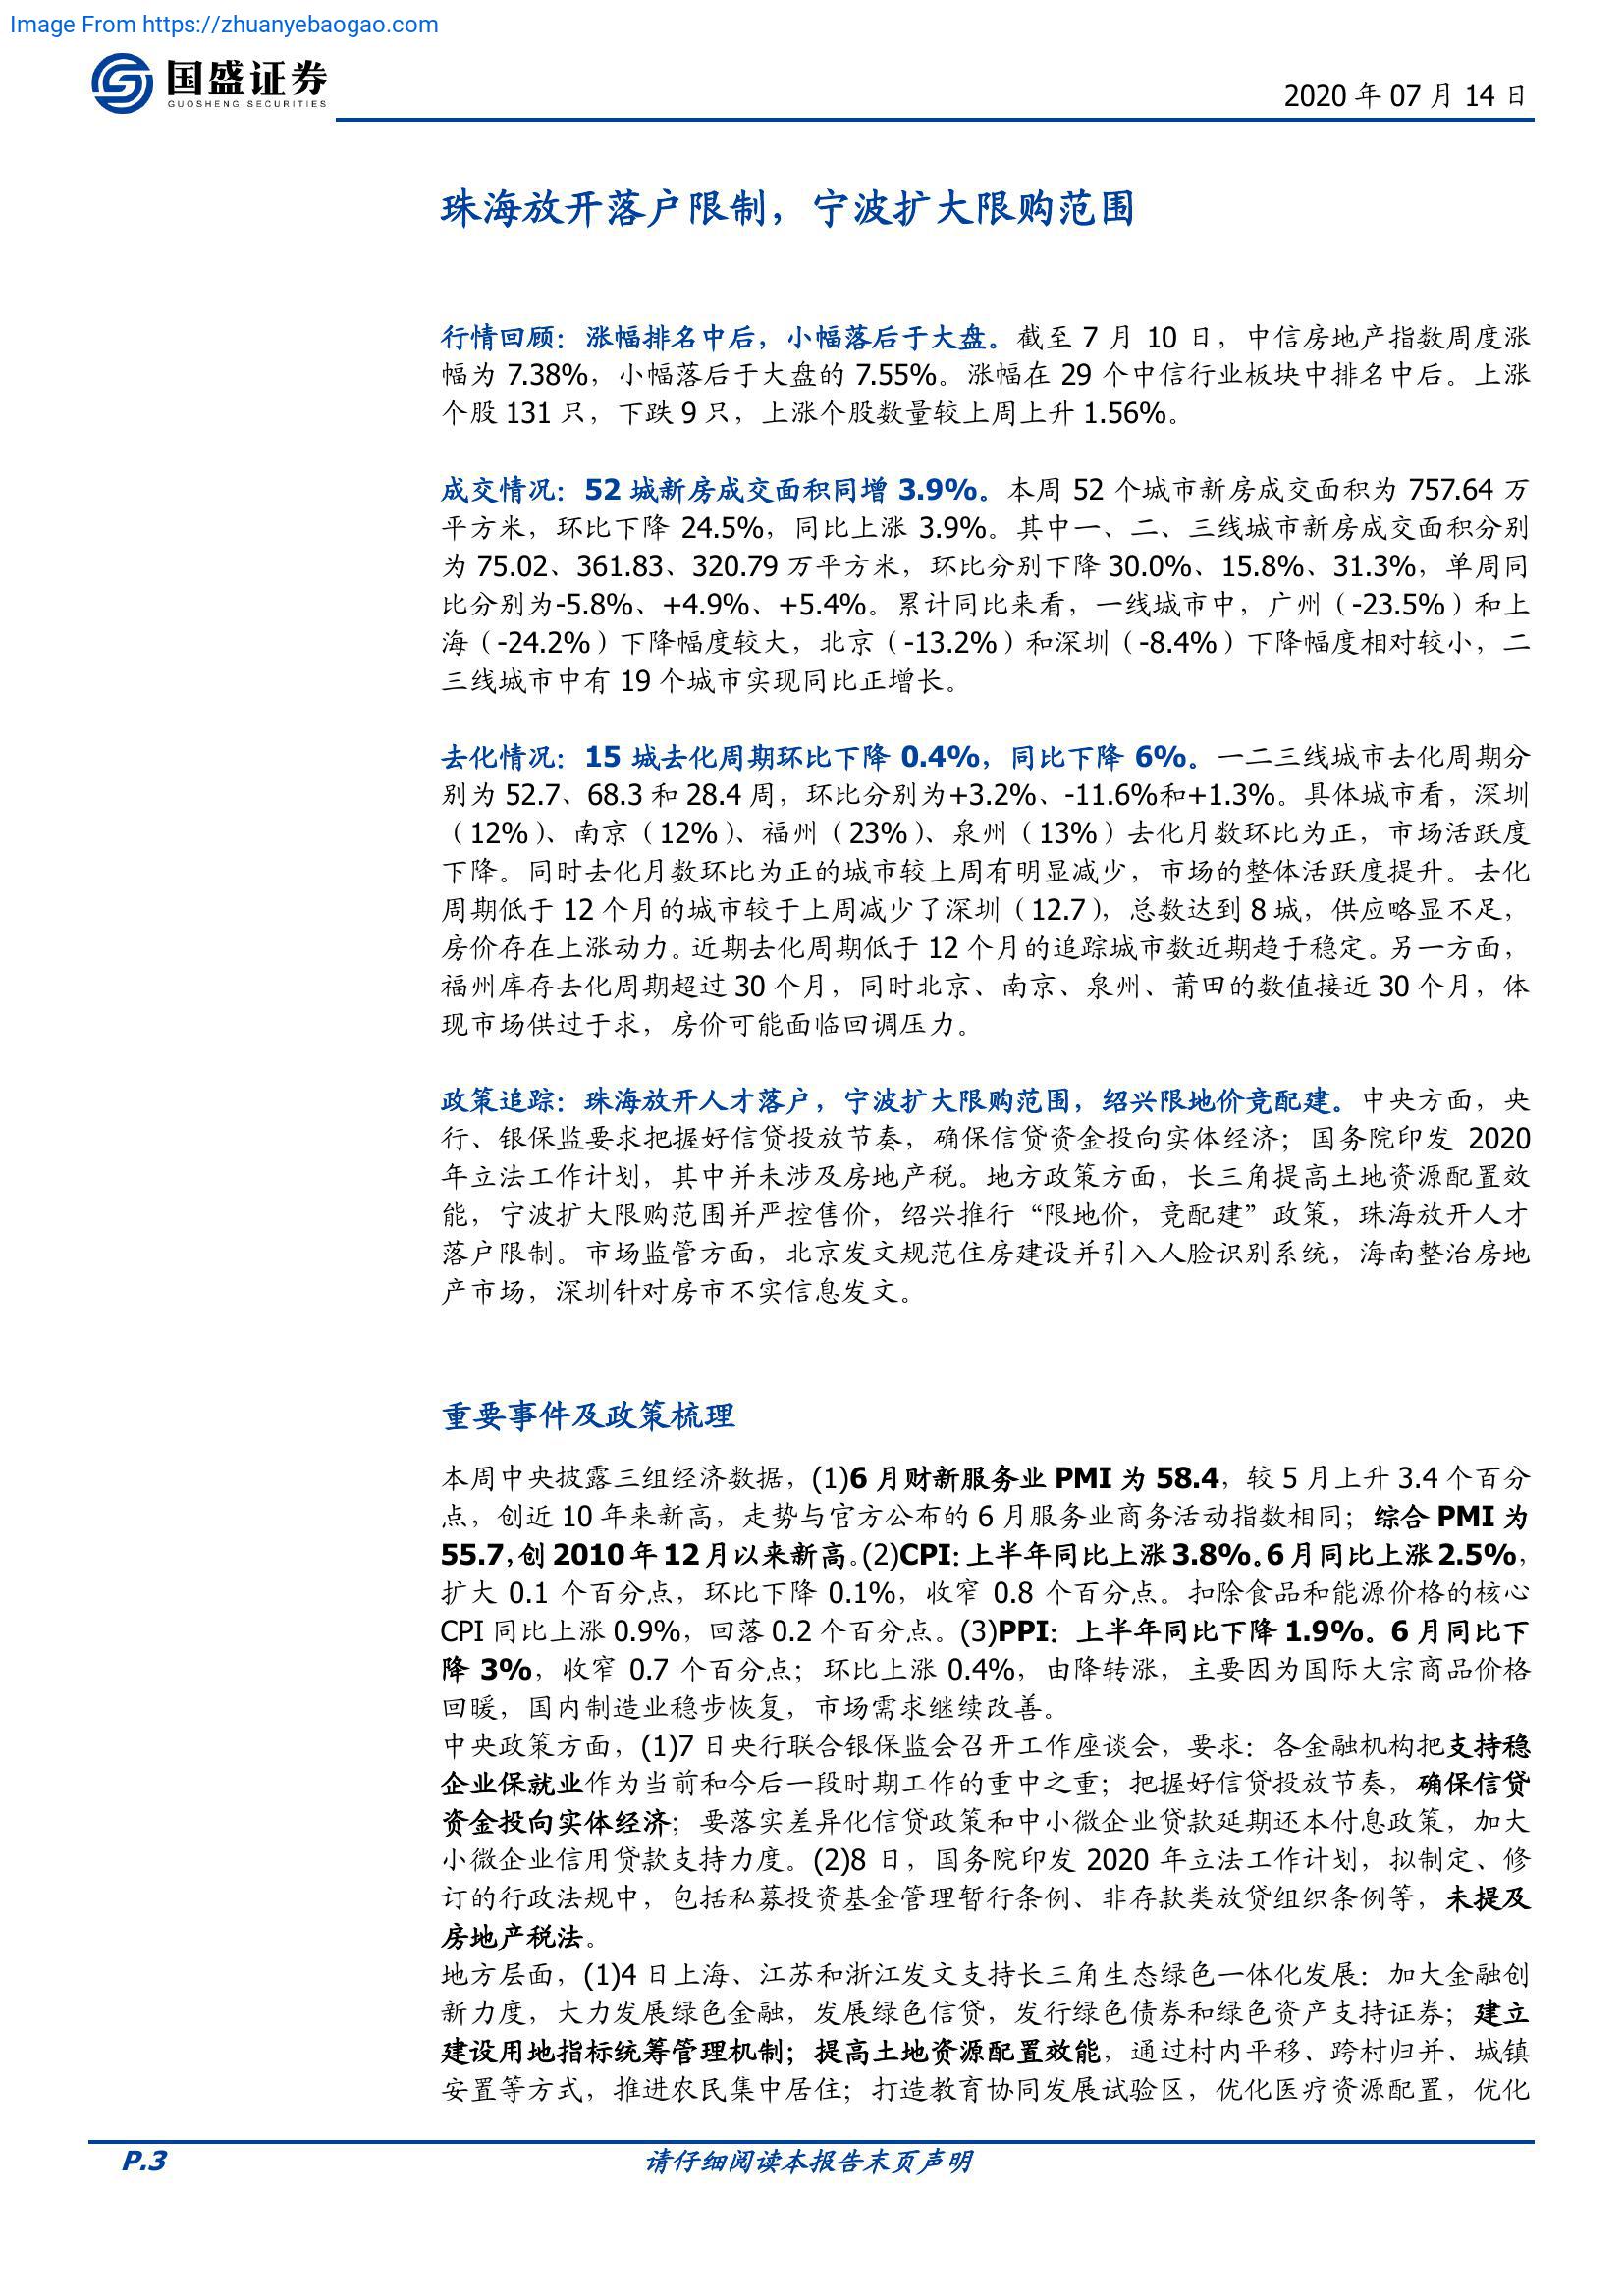 Image From https://zhuanyebaogao.com
国盛证券
GUOSHENG SECURITIES
2020 年 07 月 14 日
珠海放开落户限制，宁波扩大限购范围
行情回顾：涨幅排名中后，小幅落后于大盘。截至 7 月 10 日，中信房地产指数周度涨
幅为 7.38%，小幅落后于大盘的 7.55%。涨幅在 29 个中信行业板块中排名中后。上涨
个股 131 只，下跌 9 只，上涨个股数量较上周上升 1.56%。
成交情况：52 城新房成交面积同增 3.9%。本周 52 个城市新房成交面积为 757.64 万
平方米，环比下降 24.5%，同比上涨 3.9%。其中一、二、三线城市新房成交面积分别
为 75.02、361.83、320.79 万平方米，环比分别下降 30.0%、15.8%、31.3%，单周同
比分别为-5.8%、+4.9%、+5.4%。累计同比来看，一线城市中，广州（-23.5%）和上
海（-24.2%）下降幅度较大，北京（-13.2%）和深圳（-8.4%）下降幅度相对较小，二
三线城市中有 19 个城市实现同比正增长。
去化情况：15 城去化周期环比下降 0.4%，同比下降 6%。一二三线城市去化周期分
别为 52.7、68.3 和 28.4 周，环比分别为+3.2%、-11.6%和+1.3%。具体城市看，深圳
（12%）、南京（12%）、福州（23%）、泉州（13%）去化月数环比为正，市场活跃度
下降。同时去化月数环比为正的城市较上周有明显减少，市场的整体活跃度提升。去化
周期低于 12 个月的城市较于上周减少了深圳（12.7），总数达到 8 城，供应略显不足，
房价存在上涨动力。近期去化周期低于 12 个月的追踪城市数近期趋于稳定。另一方面，
福州库存去化周期超过 30 个月，同时北京、南京、泉州、莆田的数值接近 30 个月，体
现市场供过于求，房价可能面临回调压力。
政策追踪：珠海放开人才落户，宁波扩大限购范围，绍兴限地价竞配建。中央方面，央
行、银保监要求把握好信贷投放节奏，确保信贷资金投向实体经济；国务院印发 2020
年立法工作计划，其中并未涉及房地产税。地方政策方面，长三角提高土地资源配置效
能，宁波扩大限购范围并严控售价，绍兴推行“限地价，竞配建”政策，珠海放开人才
落户限制。市场监管方面，北京发文规范住房建设并引入人脸识别系统，海南整治房地
产市场，深圳针对房市不实信息发文。
重要事件及政策梳理
本周中央披露三组经济数据，(1)6 月财新服务业 PMI 为 58.4，较 5 月上升 3.4 个百分
点，创近 10 年来新高，走势与官方公布的 6 月服务业商务活动指数相同；综合 PMI 为
55.7，创 2010 年 12 月以来新高。(2)CPI：上半年同比上涨 3.8%。6 月同比上涨 2.5%，
扩大 0.1 个百分点，环比下降 0.1%，收窄 0.8 个百分点。扣除食品和能源价格的核心
CPI 同比上涨 0.9%，回落 0.2 个百分点。(3)PPI：上半年同比下降 1.9%。6 月同比下
降 3%，收窄 0.7 个百分点；环比上涨 0.4%，由降转涨，主要因为国际大宗商品价格
回暖，国内制造业稳步恢复，市场需求继续改善。
中央政策方面，(1)7 日央行联合银保监会召开工作座谈会，要求：各金融机构把支持稳
企业保就业作为当前和今后一段时期工作的重中之重；把握好信贷投放节奏，确保信贷
资金投向实体经济；要落实差异化信贷政策和中小微企业贷款延期还本付息政策，加大
小微企业信用贷款支持力度。(2)8 日，国务院印发 2020 年立法工作计划，拟制定、修
订的行政法规中，包括私募投资基金管理暂行条例、非存款类放贷组织条例等，未提及
房地产税法。
地方层面，(1)4 日上海、江苏和浙江发文支持长三角生态绿色一体化发展：加大金融创
新力度，大力发展绿色金融，发展绿色信贷，发行绿色债券和绿色资产支持证券；建立
建设用地指标统筹管理机制；提高土地资源配置效能，通过村内平移、跨村归并、城镇
安置等方式，推进农民集中居住；打造教育协同发展试验区，优化医疗资源配置，优化
P.3
请仔细阅读本报告末页声明